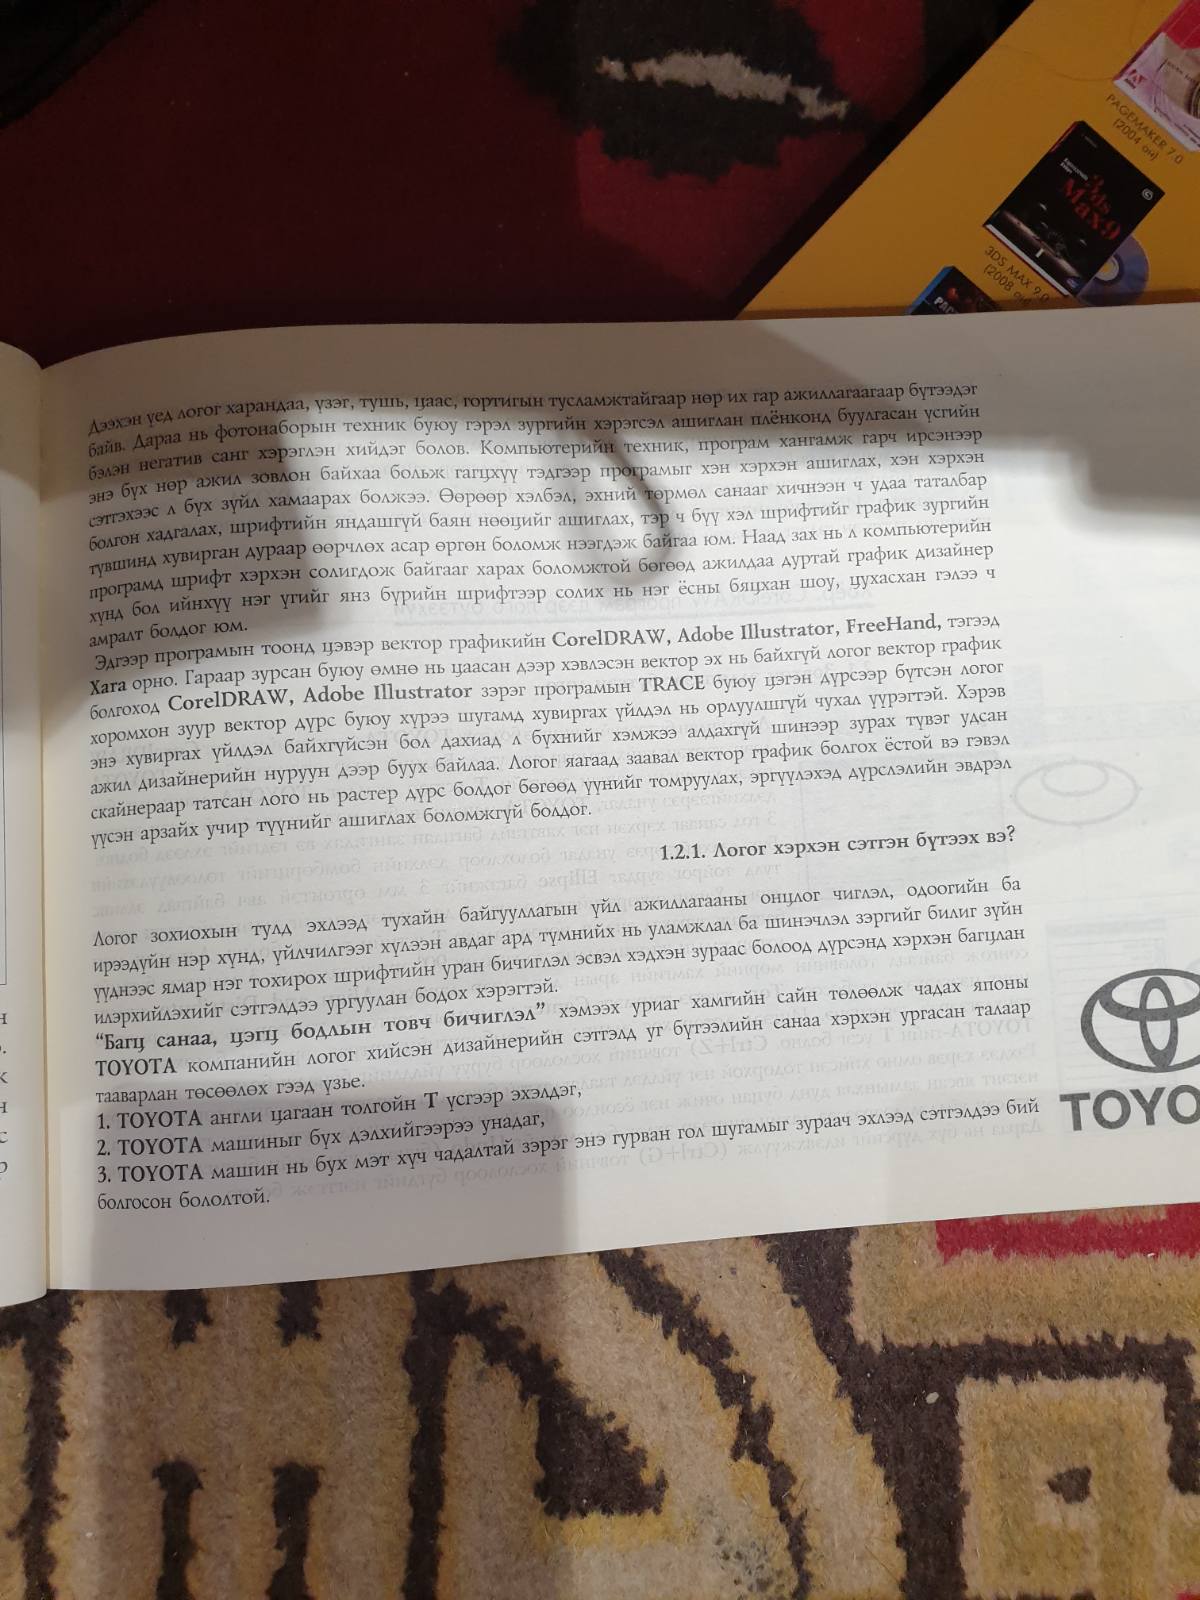 PAGEMAKER 7.0
(2004 он)
3ds
Max 9
3DS MAX 9.0
(2008 он)
Дээхэн үед логог харандаа, үзэг, тушь, цаас, гортигын тусламжтайгаар нөр их гар ажиллагаагаар бүтээдэг
байв. Дараа нь фотонаборын техник буюу гэрэл зургийн хэрэгсэл ашиглан плёнконд буулгасан үсгийн
бэлэн негатив санг хэрэглэн хийдэг болов. Компьютерийн техник, програм хангамж гарч ирсэнээр
энэ бүх нөр ажил зовлон байхаа больж гагцхүү тэдгээр програмыг хэн хэрхэн ашиглах, хэн хэрхэн
сэтгэхээс л бүх зүйл хамаарах болжээ. Өөрөөр хэлбэл, эхний төрмөл санааг хичнээн ч удаа таталбар
болгон хадгалах, шрифтийн яндашгүй баян нөөцийг ашиглах, тэр ч бүү хэл шрифтийг график зургийн
түвшинд хувирган дураар өөрчлөх асар өргөн боломж нээгдэж байгаа юм. Наад зах нь л компьютерийн
програмд шрифт хэрхэн солигдож байгааг харах боломжтой бөгөөд ажилдаа дуртай график дизайнер
хүнд бол ийнхүү нэг үгийг янз бүрийн шрифтээр солих нь нэг ёсны бяцхан шоу, цухасхан гэлээ ч
амралт болдог юм.
Эдгээр програмын тоонд цэвэр вектор графикийн CorelDRAW, Adobe Illustrator, FreeHand, тэгээд
Xara орно. Гараар зурсан буюу өмнө нь цаасан дээр хэвлэсэн вектор эх нь байхгүй логог вектор график
болгоход CorelDRAW, Adobe Illustrator зэрэг програмын TRACE буюу цэгэн дүрсээр бүтсэн логог
хоромхон зуур вектор дүрс буюу хүрээ шугамд хувиргах үйлдэл нь орлуулшгүй чухал үүрэгтэй. Хэрэв
энэ хувиргах үйлдэл байхгүйсэн бол дахиад л бүхнийг хэмжээ алдахгүй шинээр зурах түвэг удсан
ажил дизайнерийн нуруун дээр буух байлаа. Логог яагаад заавал вектор график болгох ёстой вэ гэвэл
скайнераар татсан лого нь растер дүрс болдог бөгөөд үүнийг томруулах, эргүүлэхэд дүрслэлийн эвдрэл
үүсэн арзайх учир түүнийг ашиглах боломжгүй болдог.
1.2.1. Логог хэрхэн сэтгэн бүтээх вэ?
Логог зохиохын тулд эхлээд тухайн байгууллагын үйл ажиллагааны онцлог чиглэл, одоогийн ба
ирээдүйн нэр хүнд, үйлчилгээг хүлээн авдаг ард түмнийх нь уламжлал ба шинэчлэл зэргийг билиг зүйн
үүднээс ямар нэг тохирох шрифтийн уран бичиглэл эсвэл хэдхэн зураас болоод дүрсэнд хэрхэн багцлан
илэрхийлэхийг сэтгэлдээ ургуулан бодох хэрэгтэй.
“Багц санаа, цэгц бодлын товч бичиглэл” хэмээх уриаг хамгийн сайн төлөөлж чадах японы
TOYOTA компанийн логог хийсэн дизайнерийн сэтгэлд уг бүтээлийн санаа хэрхэн ургасан талаар
тааварлан төсөөлөх гээд үзье.
1. TOYOTA англи цагаан толгойн T үсгээр эхэлдэг,
2. TOYOTA машиныг бүх дэлхийгээрээ унадаг,
3. TOYOTA машин нь бух мэт хүч чадалтай зэрэг энэ гурван гол шугамыг зураач эхлээд сэтгэлдээ бий
болгосон бололтой.
TOYO